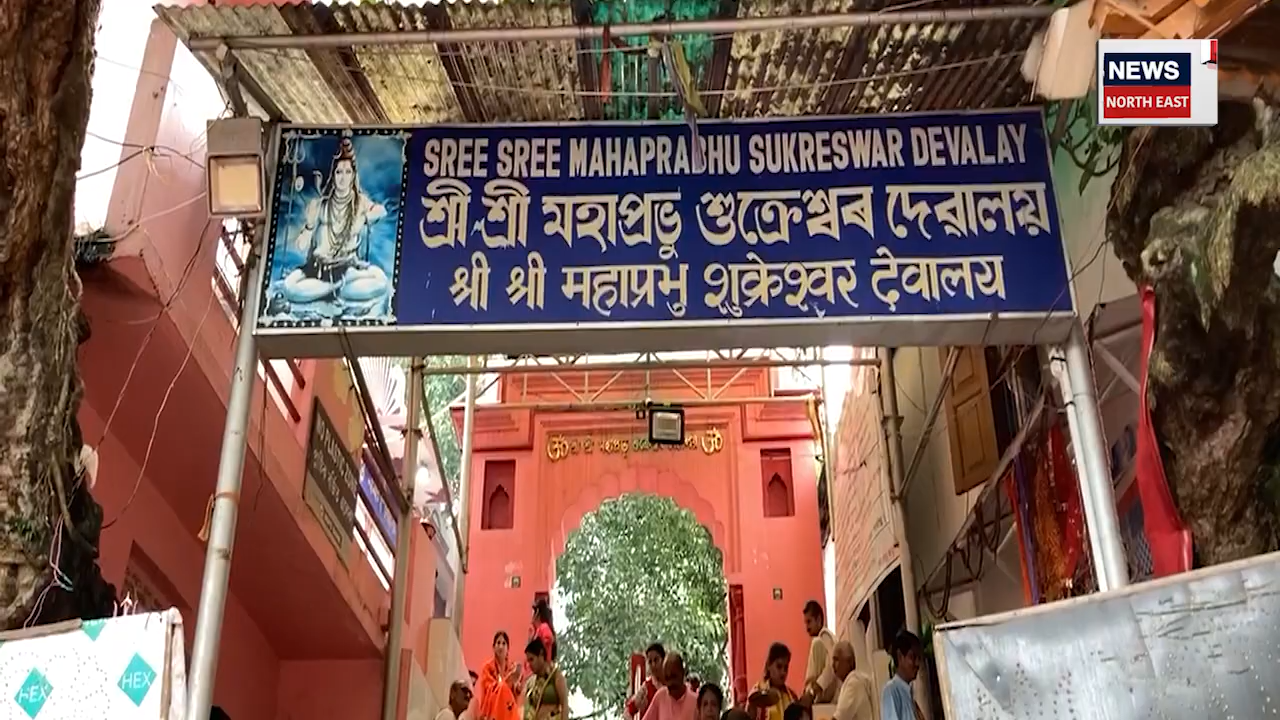 NEWS
NORTH EAST
SREE SREE MAHAPRABHU SUKRESWAR DEVALAY
শ্ৰী শ্ৰী মহাপ্ৰভু শুক্ৰেশ্বৰ দেৱালয়
श्री श्री महाप्रभु शुक्रेश्वर देवालय
HEX
HEX